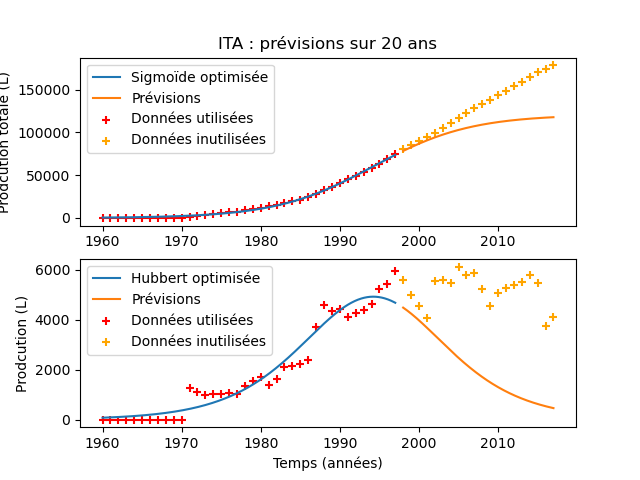 ITA : prévisions sur 20 ans
Prodcution totale (L)
150000
100000
50000
0
Sigmoïde optimisée
Prévisions
Données utilisées
Données inutilisées
1960 1970 1980 1990 2000 2010
Prodcution (L)
6000
4000
2000
0
Hubbert optimisée
Prévisions
Données utilisées
Données inutilisées
1960 1970 1980 1990 2000 2010
Temps (années)